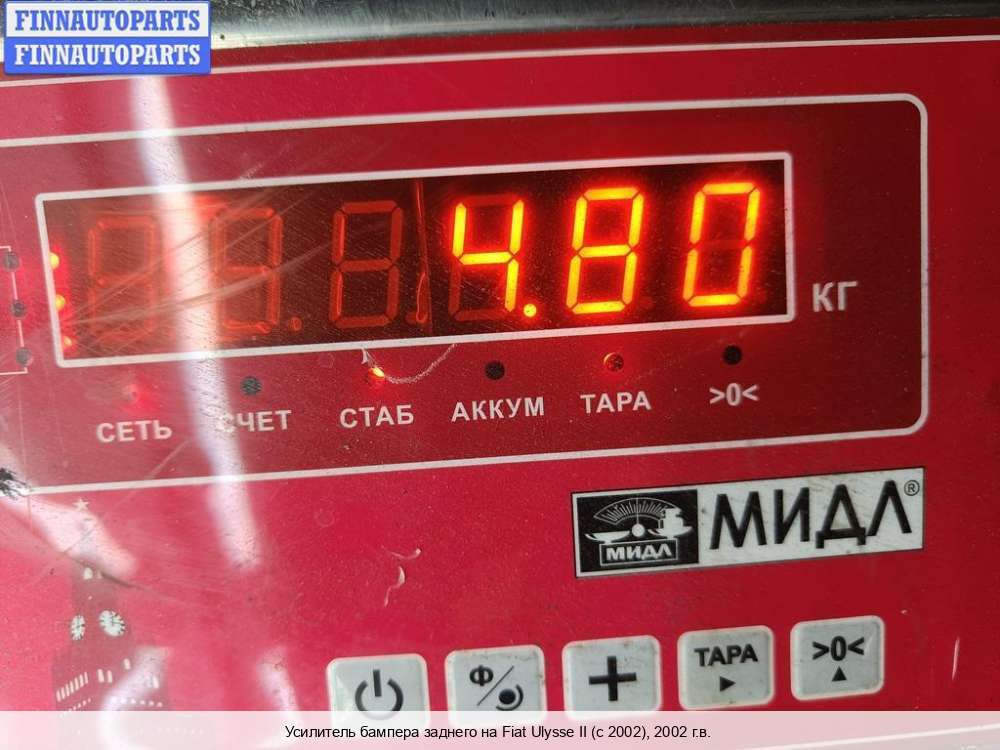 FINNAUTOPARTS
FINNAUTOPARTS
4.80
КГ
СЕТЬ СЧЕТ СТАБ АККУМ ТАРА >0<
МИДЛ МИДЛ®
Ф ТАРА >0<
Усилитель бампера заднего на Fiat Ulysse II (с 2002), 2002 г.в.